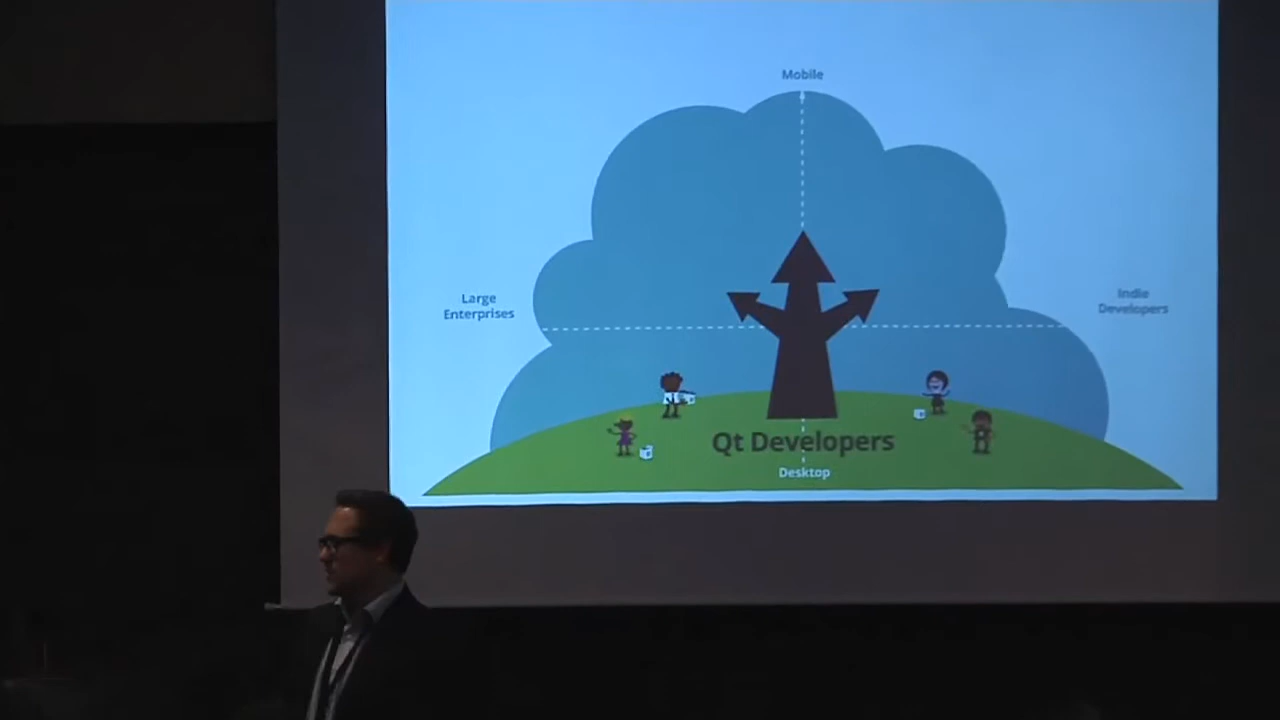 Mobile
Large
Enterprises
Indie
Developers
Qt Developers
Desktop